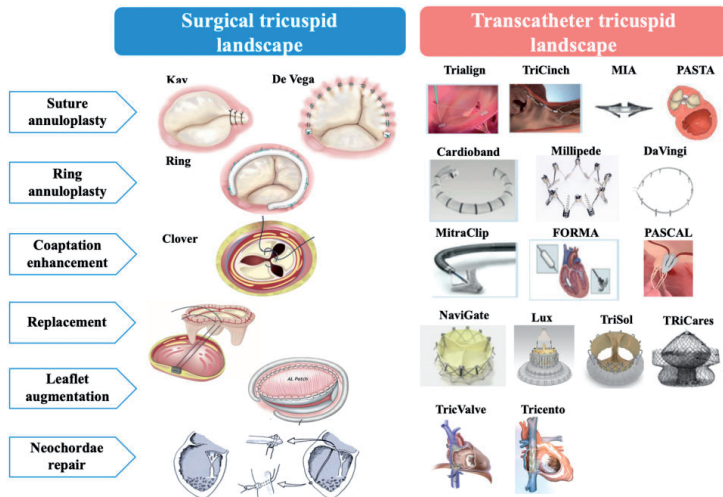 Surgical tricuspid
landscape
Transcatheter tricuspid
landscape
Suture
annuloplasty
Kay
De Vega
Trialign
TriCinch
MIA
PASTA
Ring
annuloplasty
Ring
Cardioband
Millipede
DaVingi
Coaptation
enhancement
Clover
MitraClip
FORMA
PASCAL
Replacement
NaviGate
Lux
TriSol
TRiCares
Leaflet
augmentation
AL Patch
Neochordae
repair
TricValve
Tricento